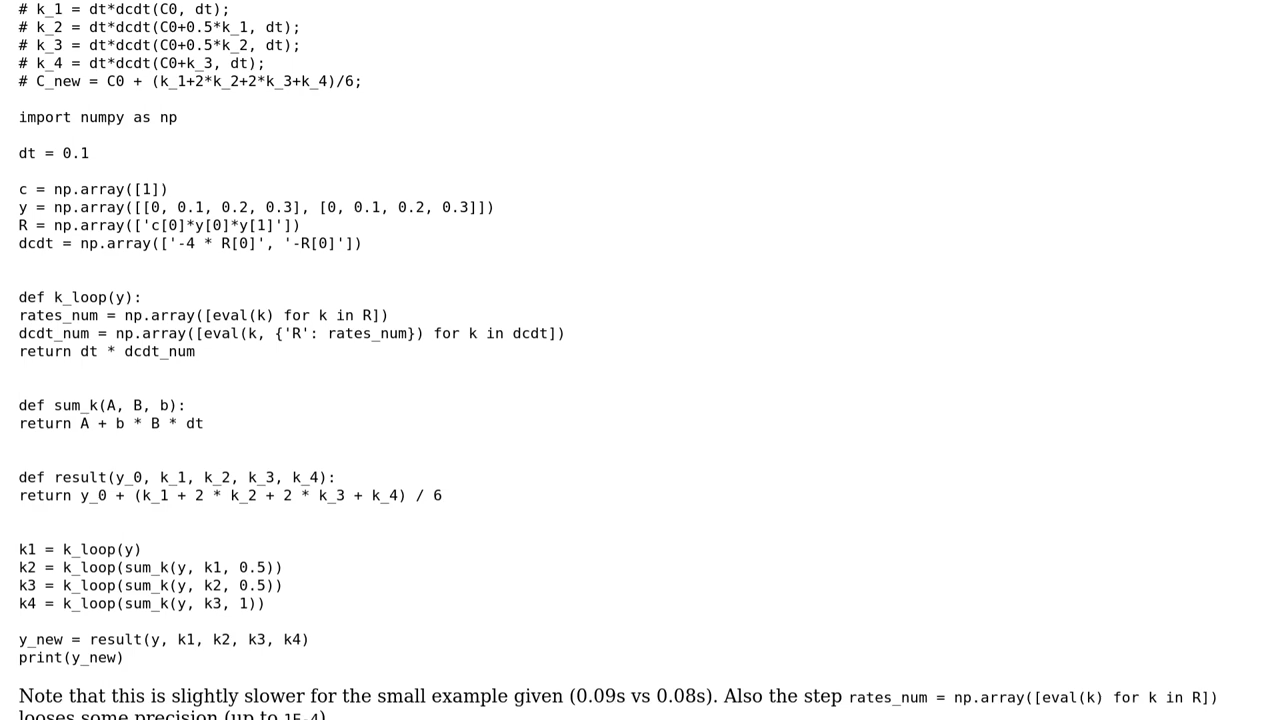 # k_1 = dt*dcdt(C0, dt);
# k_2 = dt*dcdt(C0+0.5*k_1, dt);
# k_3 = dt*dcdt(C0+0.5*k_2, dt);
# k_4 = dt*dcdt(C0+k_3, dt);
# C_new = C0 + (k_1+2*k_2+2*k_3+k_4)/6;
import numpy as np
dt = 0.1
c = np.array([1])
y = np.array([[0, 0.1, 0.2, 0.3], [0, 0.1, 0.2, 0.3]])
R = np.array(['c[0]*y[0]*y[1]'])
dcdt = np.array(['-4 * R[0]', '-R[0]'])
def k_loop(y):
rates_num = np.array([eval(k) for k in R])
dcdt_num = np.array([eval(k, {'R': rates_num}) for k in dcdt])
return dt * dcdt_num
def sum_k(A, B, b):
return A + b * B * dt
def result(y_0, k_1, k_2, k_3, k_4):
return y_0 + (k_1 + 2 * k_2 + 2 * k_3 + k_4) / 6
k1 = k_loop(y)
k2 = k_loop(sum_k(y, k1, 0.5))
k3 = k_loop(sum_k(y, k2, 0.5))
k4 = k_loop(sum_k(y, k3, 1))
y_new = result(y, k1, k2, k3, k4)
print(y_new)
Note that this is slightly slower for the small example given (0.09s vs 0.08s). Also the step rates_num = np.array([eval(k) for k in R])
looses some precision (up to 1E-4)